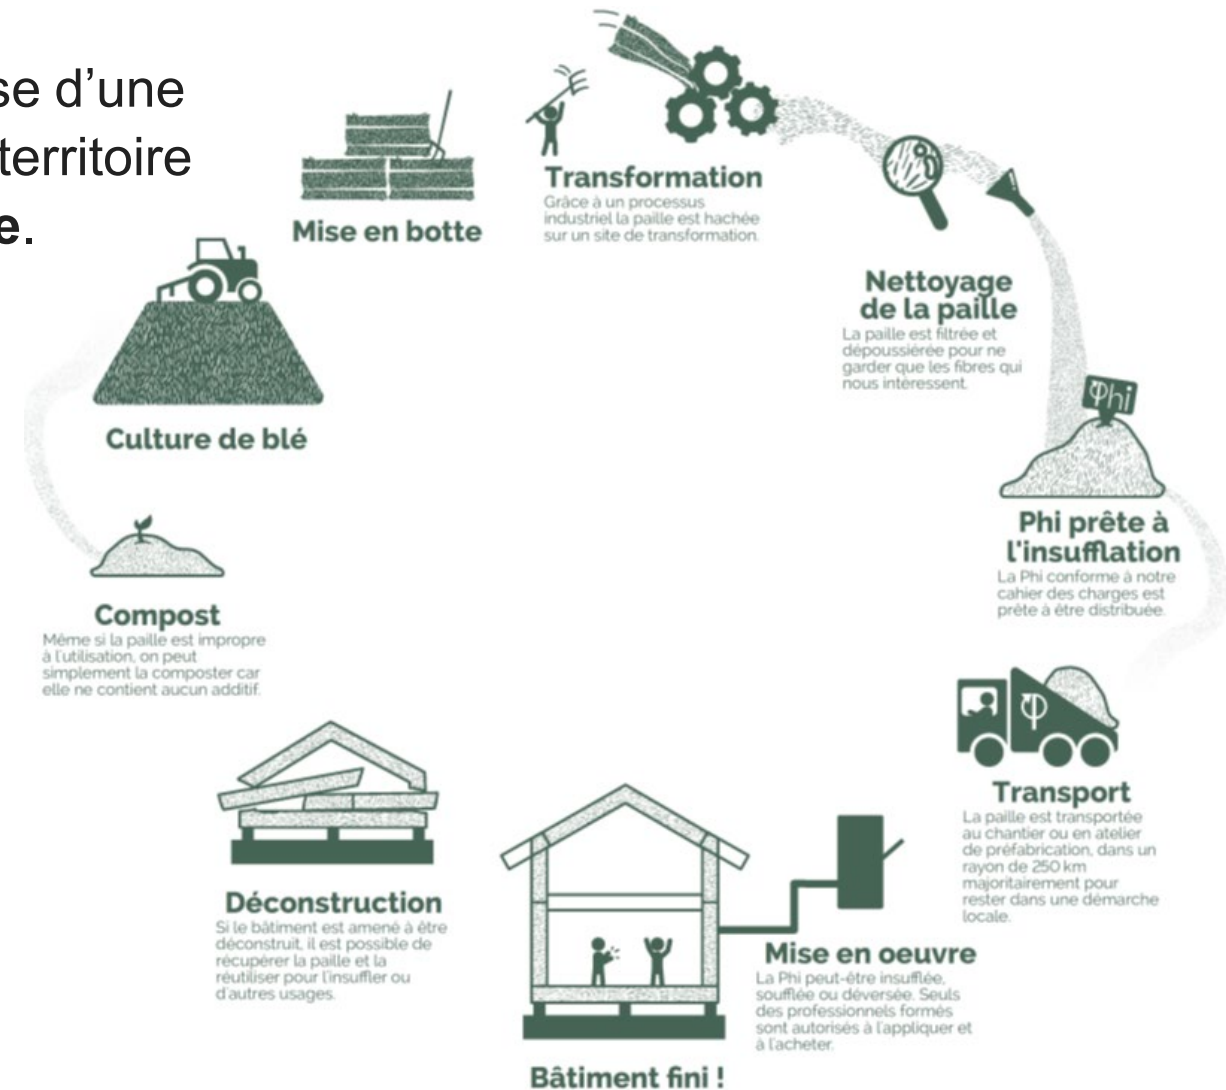 se d’une
territoire
e.
Mise en botte
Transformation
Grâce à un processus
industriel la paille est hachée
sur un site de transformation.
Nettoyage
de la paille
La paille est filtrée et
dépoussiérée pour ne
garder que les fibres qui
nous intéressent.
Phi
Phi prête à
l'insufflation
La Phi conforme à notre
cahier des charges est
prête à être distribuée.
Transport
La paille est transportée
au chantier ou en atelier
de préfabrication, dans un
rayon de 250 km
majoritairement pour
rester dans une démarche
locale.
Mise en oeuvre
La Phi peut-être insufflée,
soufflée ou déversée. Seuls
des professionnels formés
sont autorisés à l'appliquer et
à l'acheter.
Bâtiment fini !
Déconstruction
Si le bâtiment est amené à être
déconstruit, il est possible de
récupérer la paille et la
réutiliser pour l'insuffler ou
d'autres usages.
Compost
Même si la paille est impropre
à l'utilisation, on peut
simplement la composter car
elle ne contient aucun additif.
Culture de blé